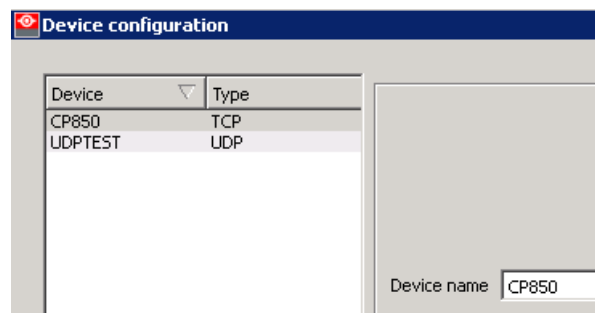 Device configuration
Device Type
CP850 TCP
UDPTEST UDP
Device name CP850